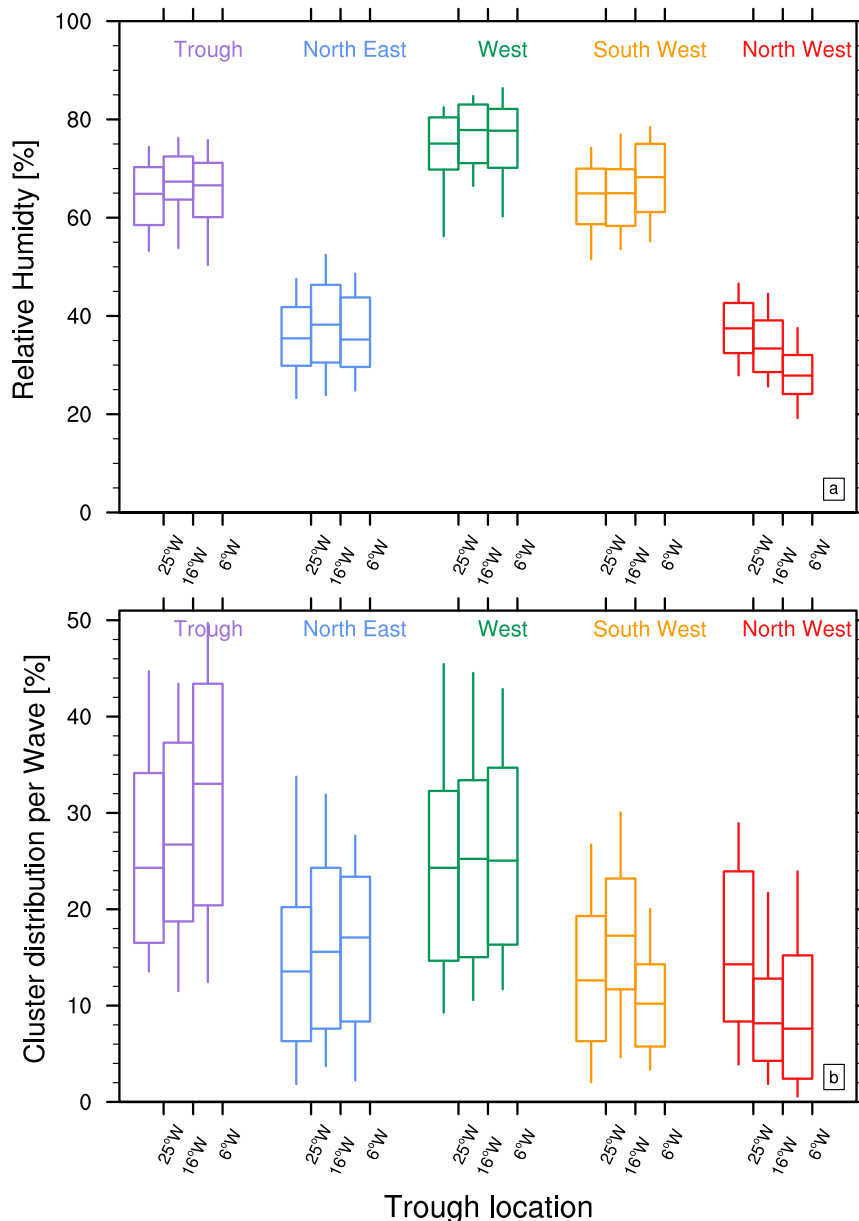 Relative Humidty [%]
100
80
60
40
20
0
Trough North East West South West North West
a
25°W 16°W 6°W 25°W 16°W 6°W 25°W 16°W 6°W 25°W 16°W 6°W 25°W 16°W 6°W
Cluster distribution per Wave [%]
50
40
30
20
10
0
Trough North East West South West North West
b
25°W 16°W 6°W 25°W 16°W 6°W 25°W 16°W 6°W 25°W 16°W 6°W 25°W 16°W 6°W
Trough location